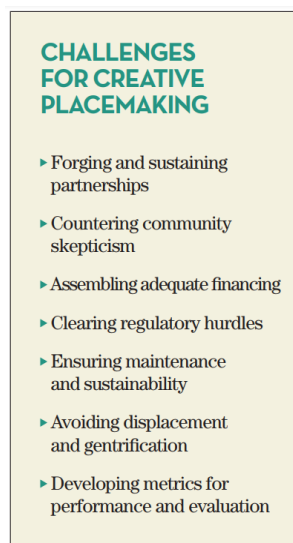 CHALLENGES
FOR CREATIVE
PLACEMAKING
▸ Forging and sustaining
partnerships
▸ Countering community
skepticism
▸ Assembling adequate financing
▸ Clearing regulatory hurdles
▸ Ensuring maintenance
and sustainability
▸ Avoiding displacement
and gentrification
▸ Developing metrics for
performance and evaluation